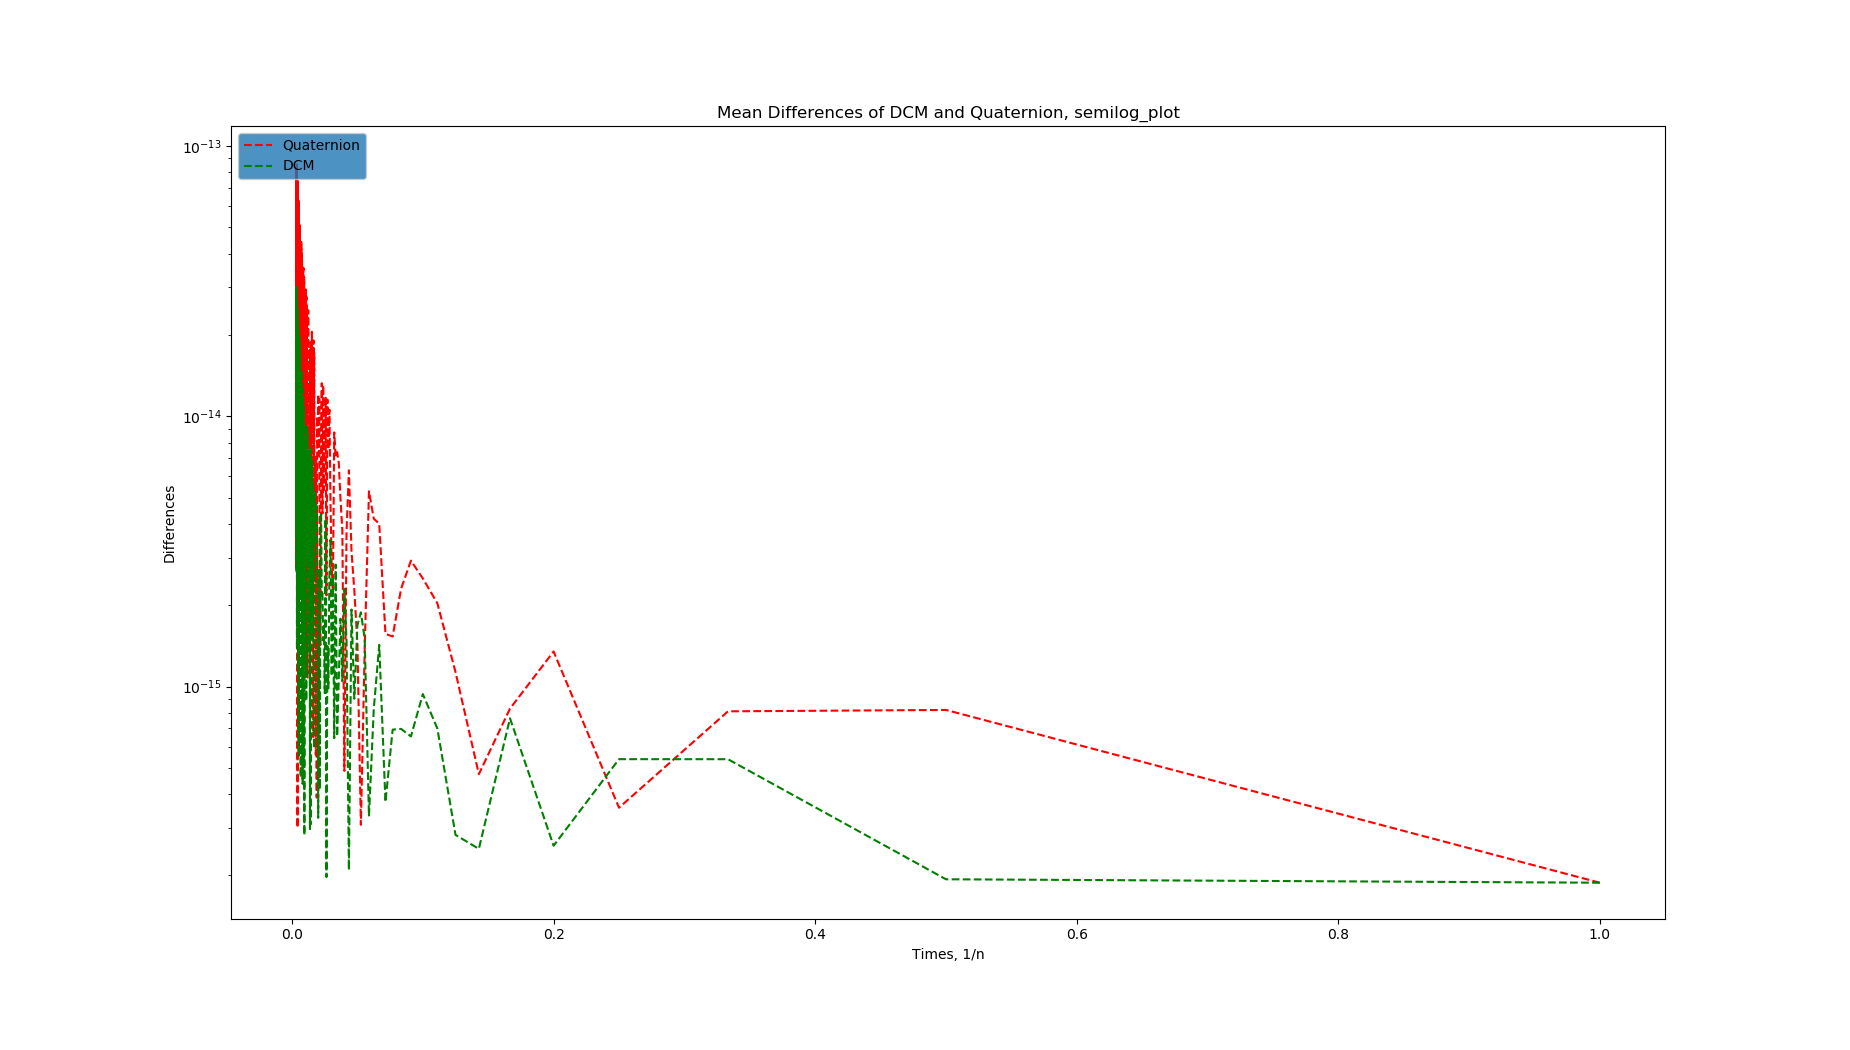 Mean Differences of DCM and Quaternion, semilog_plot
Quaternion
DCM
10⁻¹³
10⁻¹⁴
10⁻¹⁵
Differences
0.0 0.2 0.4 0.6 0.8 1.0
Times, 1/n